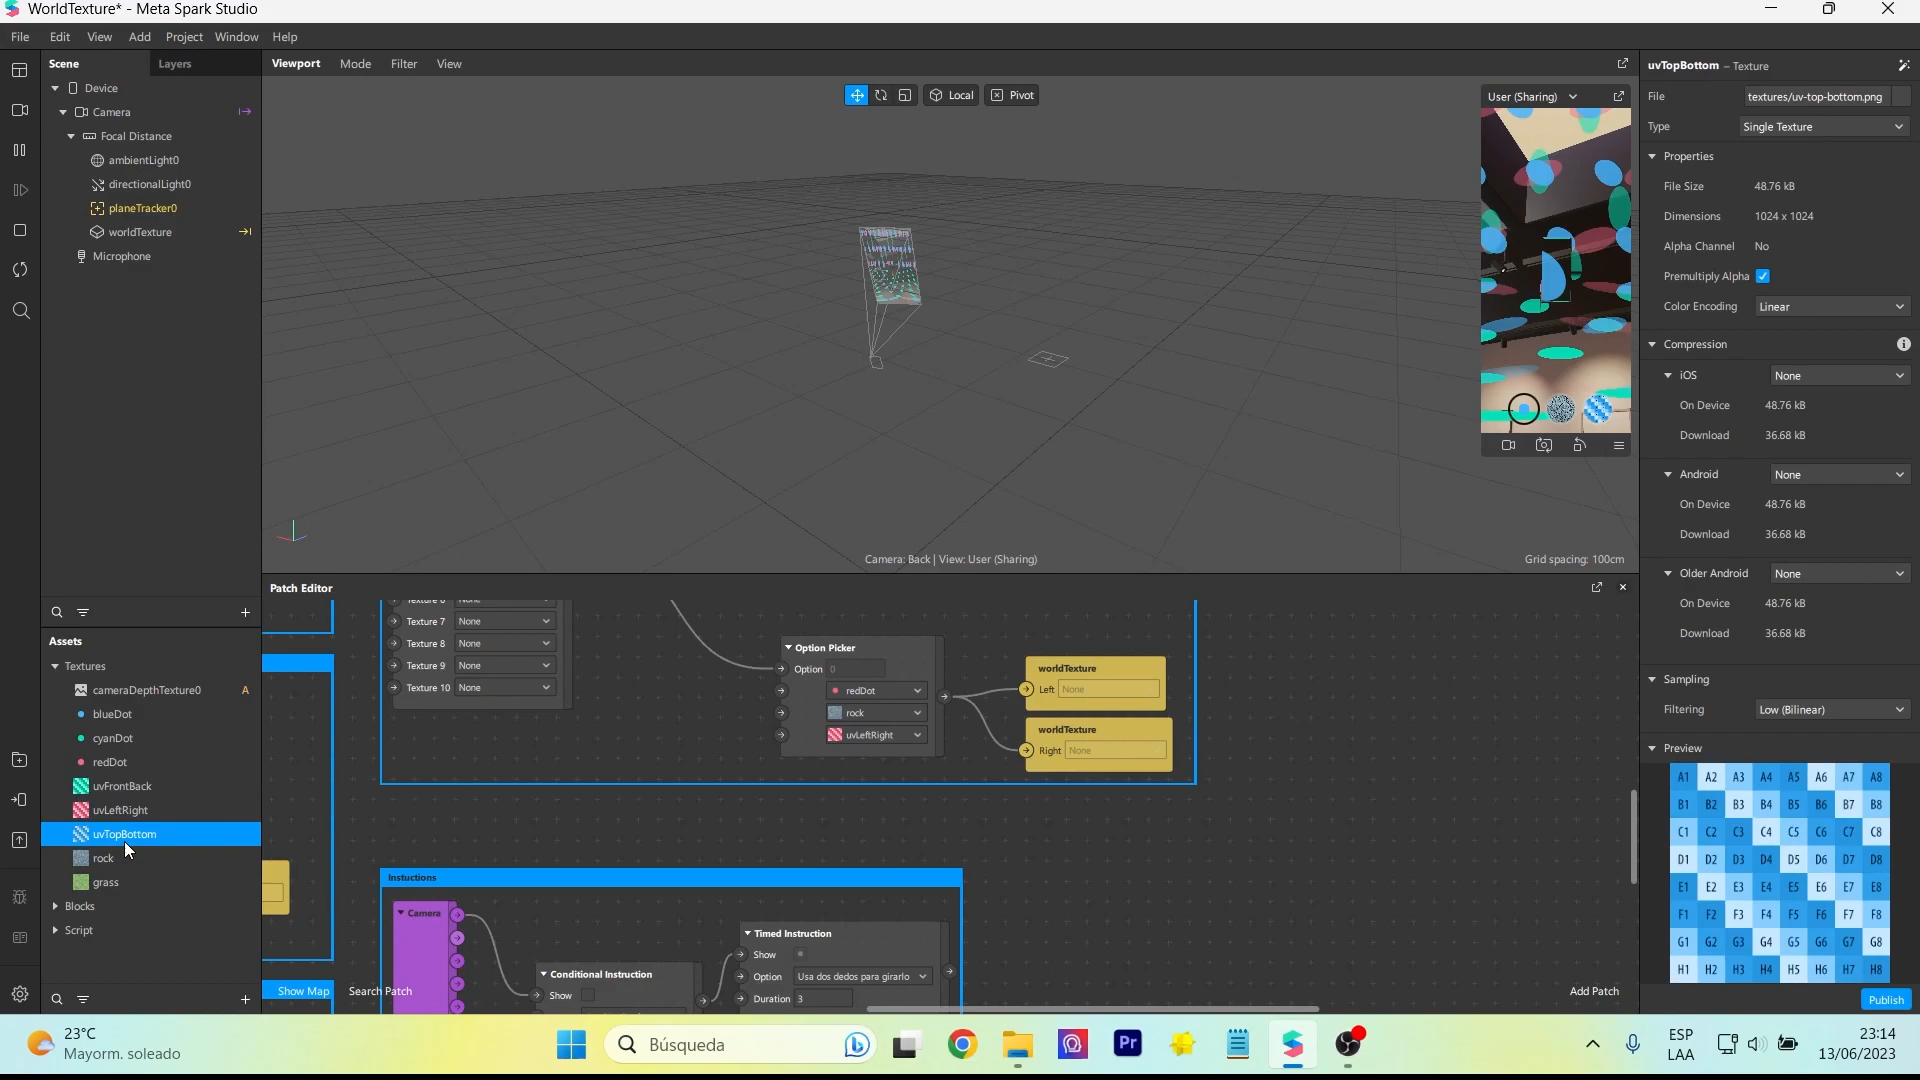 WorldTexture* - Meta Spark Studio
File Edit View Add Project Window Help
Scene Layers
Device
Camera
Focal Distance
ambientLight0
directionalLight0
planeTracker0
worldTexture
Microphone
Assets
Textures
cameraDepthTexture0 A
blueDot
cyanDot
redDot
uvFrontBack
uvLeftRight
uvTopBottom
rock
grass
Blocks
Script
Viewport Mode Filter View
Local Pivot
User (Sharing)
Camera: Back | View: User (Sharing)
Grid spacing: 100cm
Patch Editor
Texture 6 None
Texture 7 None
Texture 8 None
Texture 9 None
Texture 10 None
Option Picker
Option 0
redDot
rock
uvLeftRight
worldTexture
Left None
worldTexture
Right None
Instuctions
Camera
Conditional Instruction
Show
Timed Instruction
Show
Option Usa dos dedos para girarlo
Duration 3
Show Map Search Patch
Add Patch
uvTopBottom – Texture
File textures/uv-top-bottom.png
Type Single Texture
Properties
File Size 48.76 kB
Dimensions 1024 x 1024
Alpha Channel No
Premultiply Alpha
Color Encoding Linear
Compression
iOS None
On Device 48.76 kB
Download 36.68 kB
Android None
On Device 48.76 kB
Download 36.68 kB
Older Android None
On Device 48.76 kB
Download 36.68 kB
Sampling
Filtering Low (Bilinear)
Preview
A1 A2 A3 A4 A5 A6 A7 A8
B1 B2 B3 B4 B5 B6 B7 B8
C1 C2 C3 C4 C5 C6 C7 C8
D1 D2 D3 D4 D5 D6 D7 D8
E1 E2 E3 E4 E5 E6 E7 E8
F1 F2 F3 F4 F5 F6 F7 F8
G1 G2 G3 G4 G5 G6 G7 G8
H1 H2 H3 H4 H5 H6 H7 H8
Publish
23°C
Mayorm. soleado
Búsqueda
Pr
ESP
LAA
23:14
13/06/2023